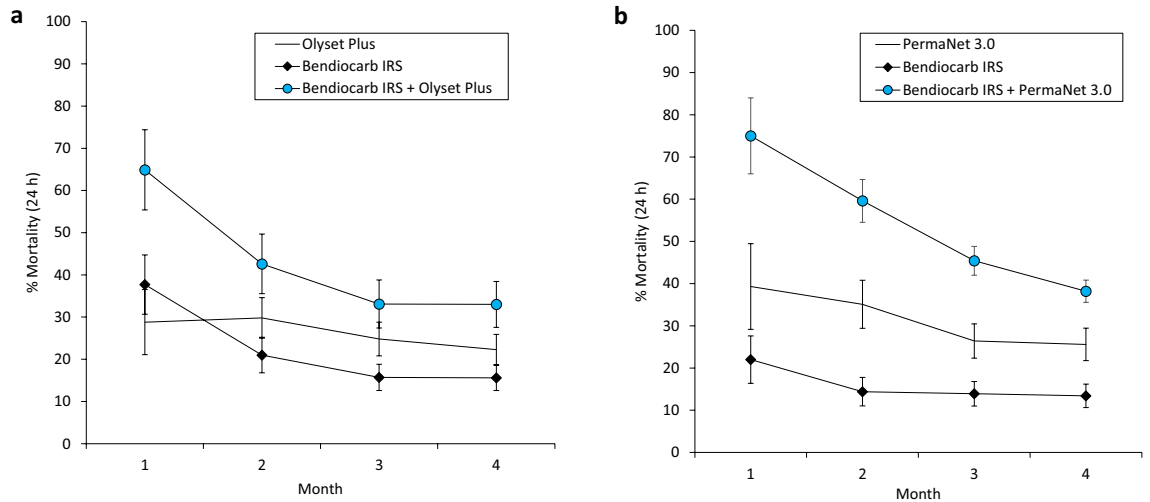 a
100
90
80
70
60
50
40
30
20
10
0
% Mortality (24 h)
Olyset Plus
Bendiocarb IRS
Bendiocarb IRS + Olyset Plus
1 2 3 4
Month
b
100
90
80
70
60
50
40
30
20
10
0
% Mortality (24 h)
PermaNet 3.0
Bendiocarb IRS
Bendiocarb IRS + PermaNet 3.0
1 2 3 4
Month